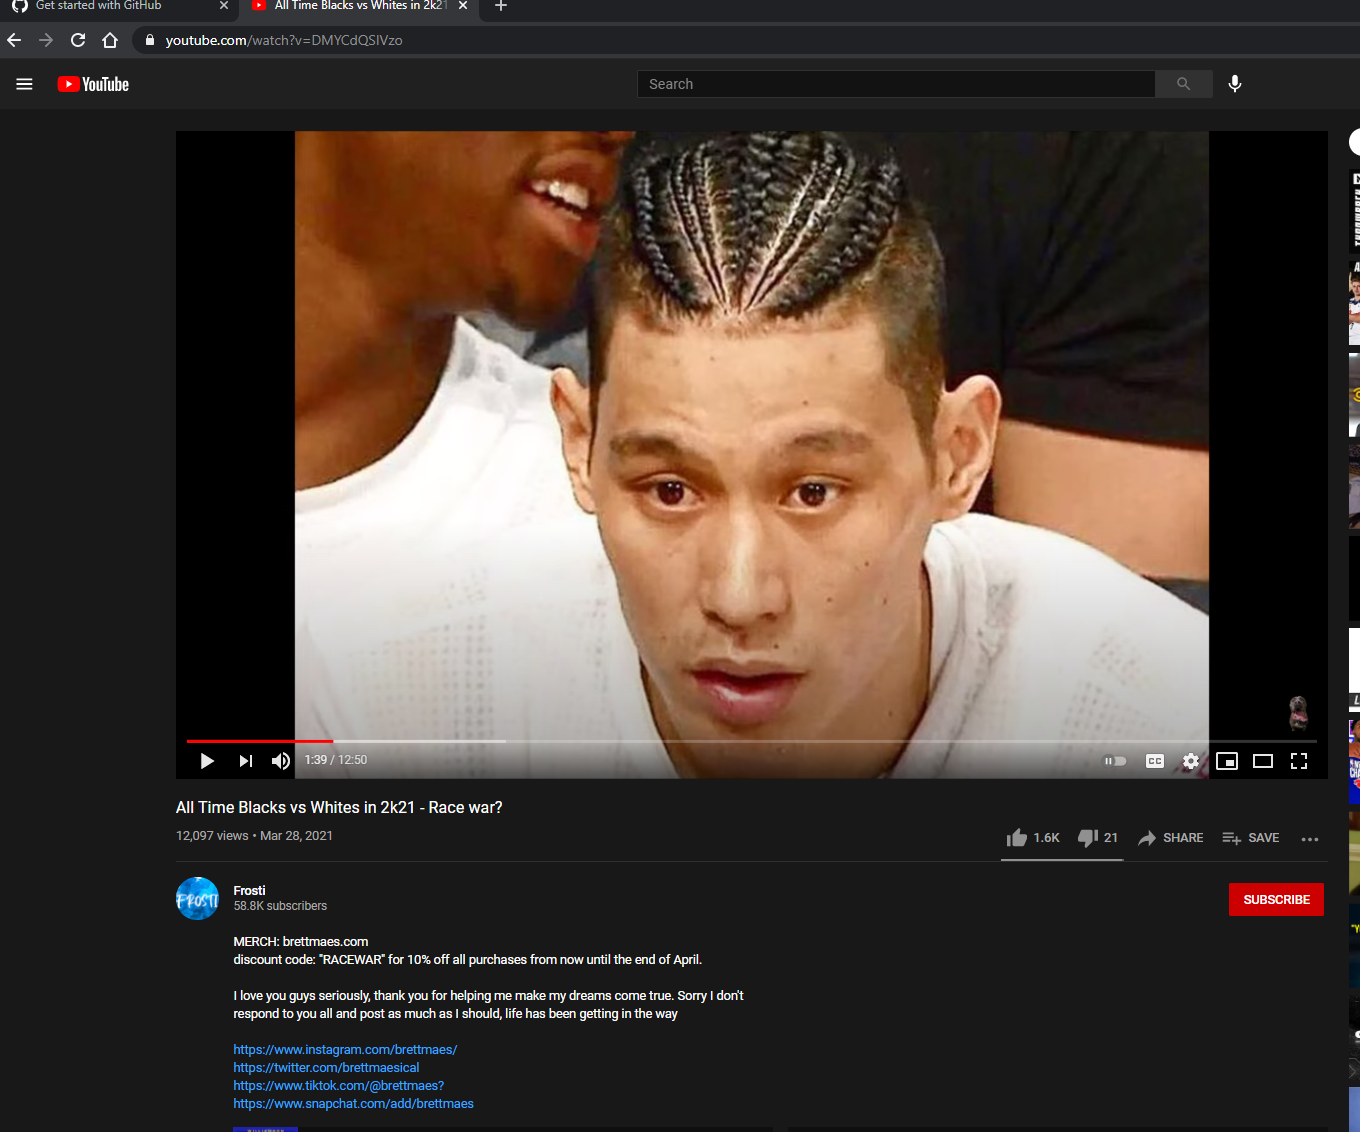 Get started with GitHub
All Time Blacks vs Whites in 2k21
youtube.com/watch?v=DMYCdQSIVzo
YouTube
Search
1:39 / 12:50
CC
All Time Blacks vs Whites in 2k21 - Race war?
12,097 views • Mar 28, 2021
1.6K
21
SHARE
SAVE
FROSTI
Frosti
58.8K subscribers
SUBSCRIBE
MERCH: brettmaes.com
discount code: "RACEWAR" for 10% off all purchases from now until the end of April.
I love you guys seriously, thank you for helping me make my dreams come true. Sorry I don't
respond to you all and post as much as I should, life has been getting in the way
https://www.instagram.com/brettmaes/
https://twitter.com/brettmaesical
https://www.tiktok.com/@brettmaes?
https://www.snapchat.com/add/brettmaes